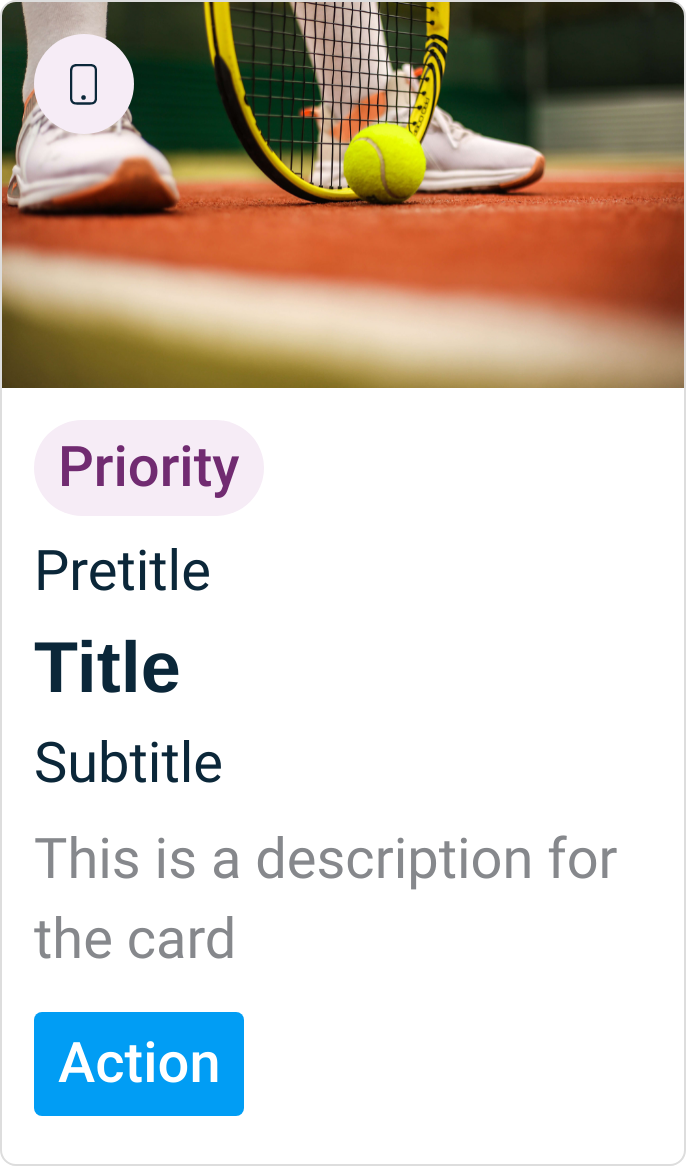 Priority
Pretitle
Title
Subtitle
This is a description for
the card
Action